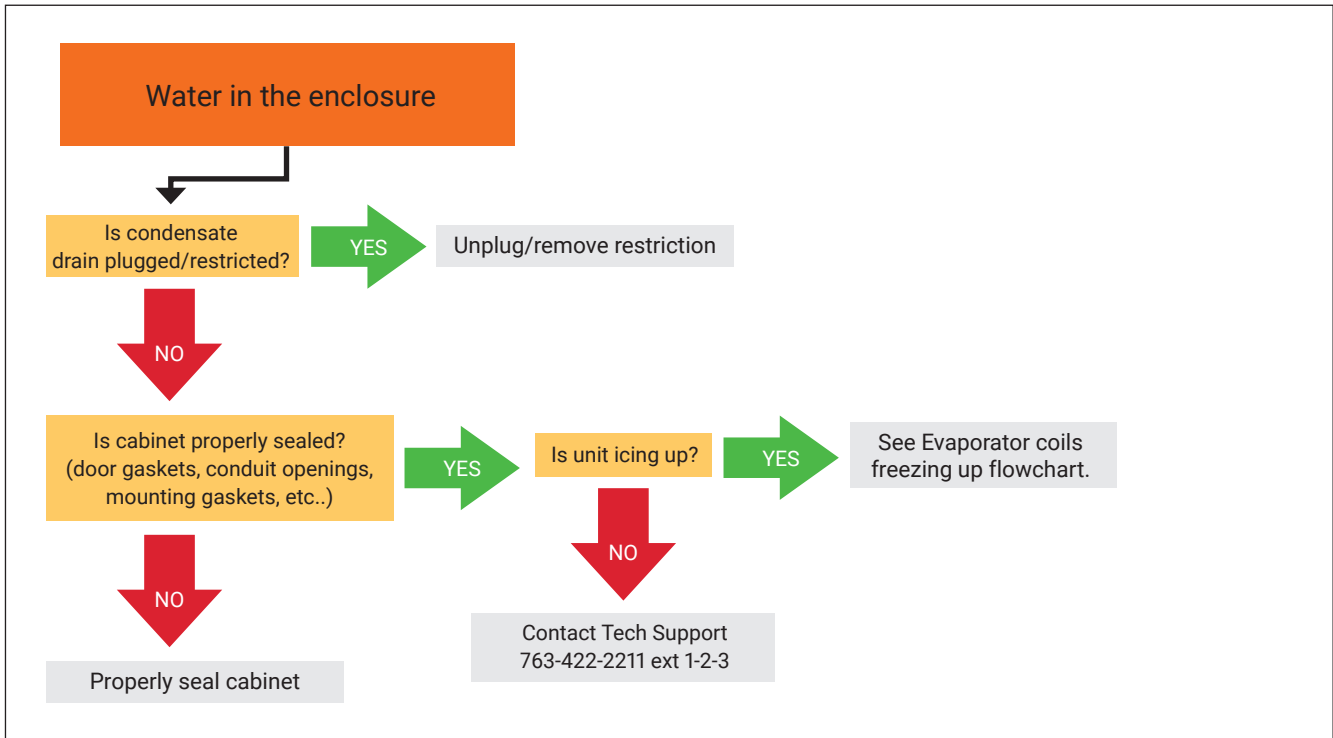 Water in the enclosure
Is condensate
drain plugged/restricted?
YES
Unplug/remove restriction
NO
Is cabinet properly sealed?
(door gaskets, conduit openings,
mounting gaskets, etc..)
YES
Is unit icing up?
YES
See Evaporator coils
freezing up flowchart.
NO
NO
Contact Tech Support
763-422-2211 ext 1-2-3
Properly seal cabinet